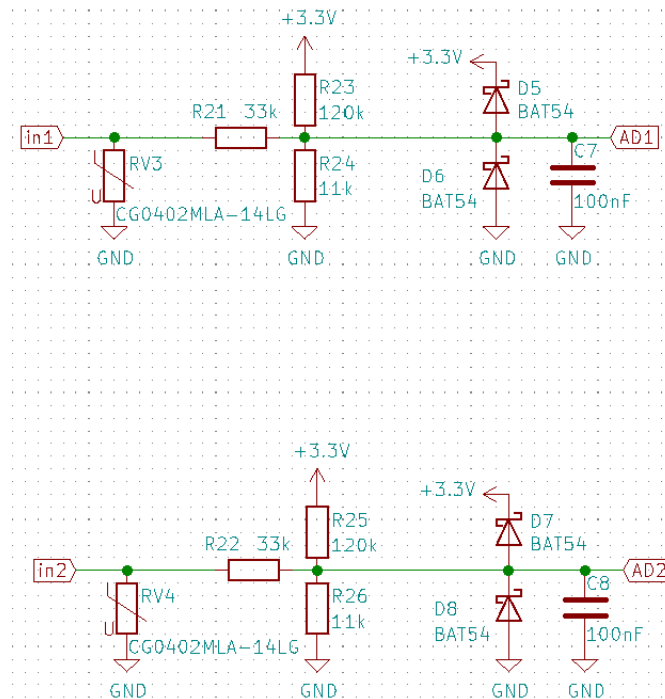 +3.3V
+3.3V
R23
D5
R21 33k
120k
BAT54
in1
AD1
RV3
R24
D6
C7
U
11k
BAT54
CG0402MLA-14LG
100nF
GND
GND
GND
GND
+3.3V
+3.3V
R25
D7
R22 33k
120k
BAT54
in2
AD2
RV4
R26
D8
C8
U
11k
BAT54
CG0402MLA-14LG
100nF
GND
GND
GND
GND